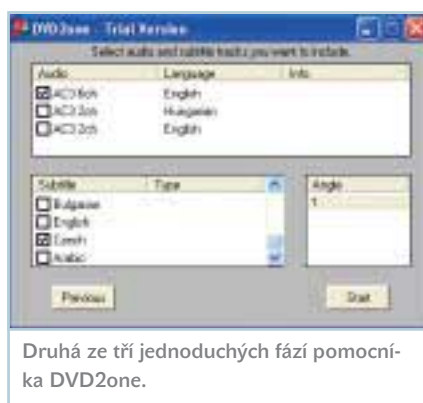 DVD2one - Trial Version
Select audio and subtitle tracks you want to include.
Audio Language Info
AC3 6ch English
AC3 2ch Hungarian
AC3 2ch English
Subtitle Type Angle
Bulgarian 1
English
Czech
Arabic
Previous Start
Druhá ze tří jednoduchých fází pomocní-
ka DVD2one.